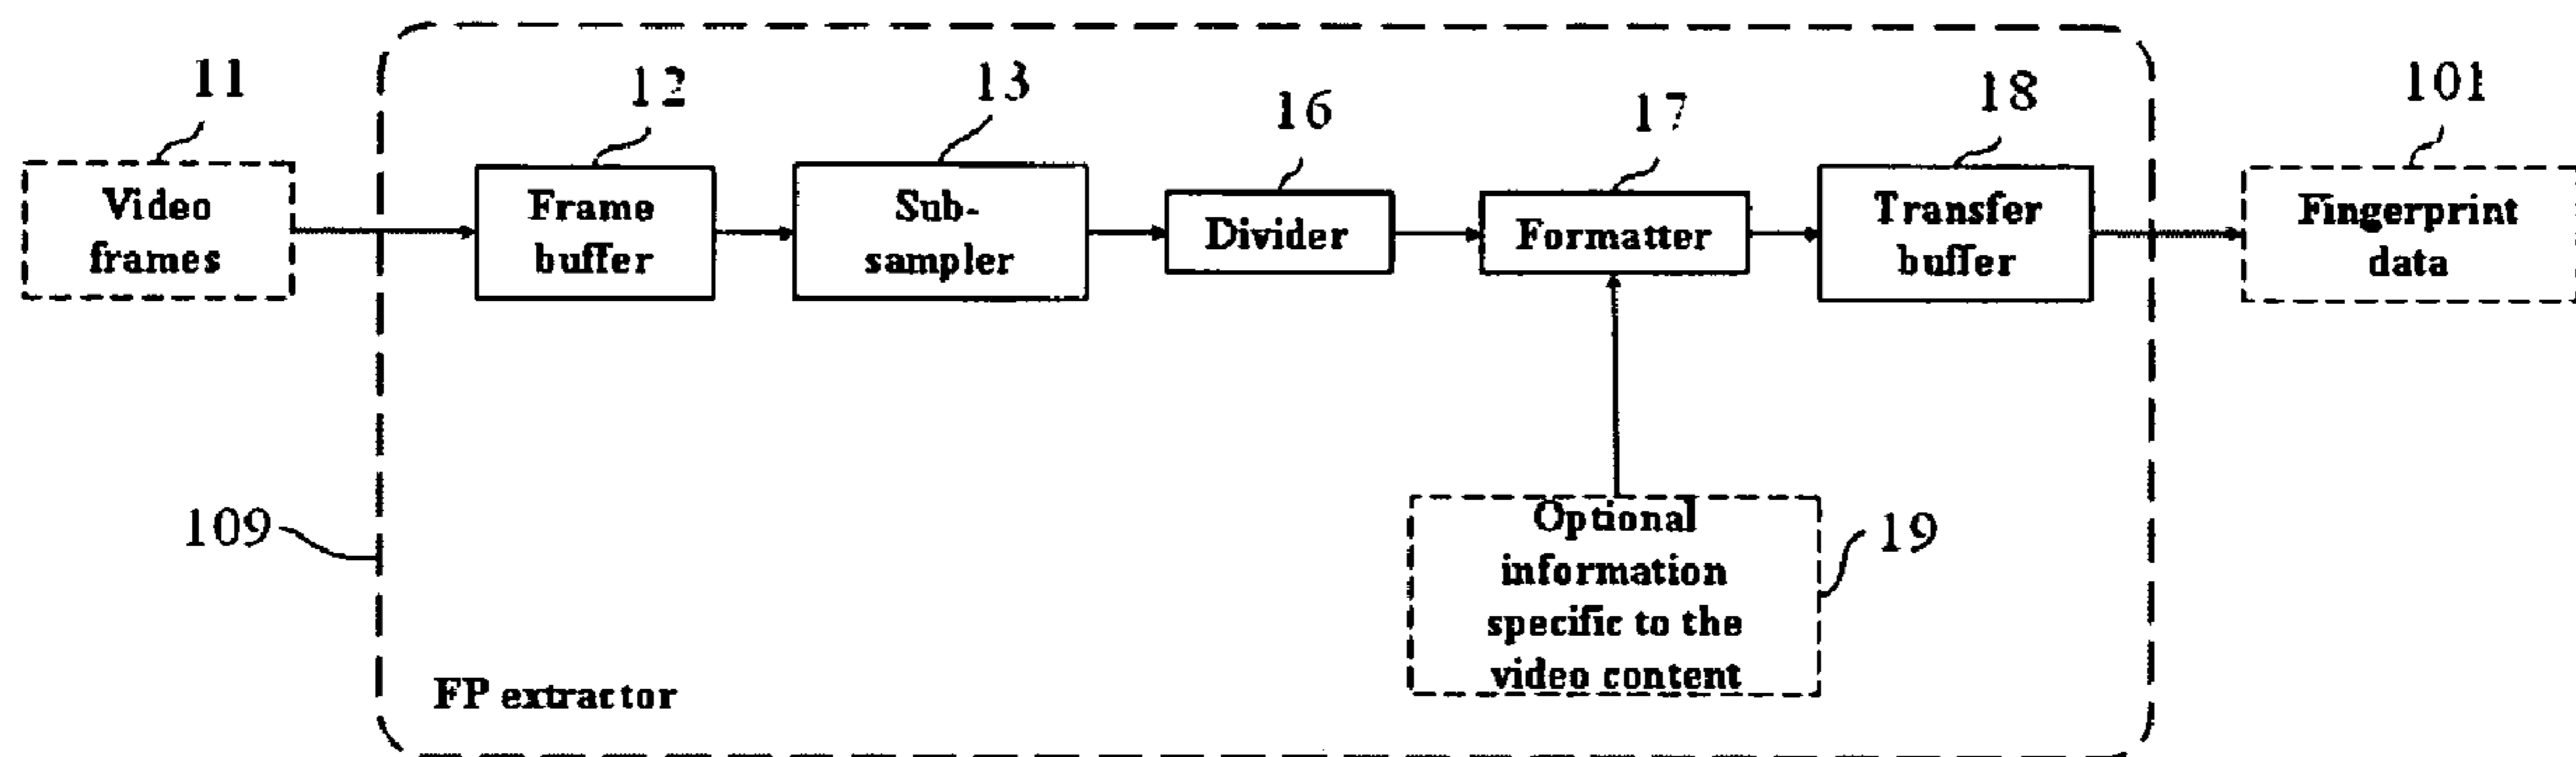 11
12
13
16
17
18
101
Video
frames
Frame
buffer
Sub-
sampler
Divider
Formatter
Transfer
buffer
Fingerprint
data
109
Optional
information
specific to the
video content
19
FP extractor